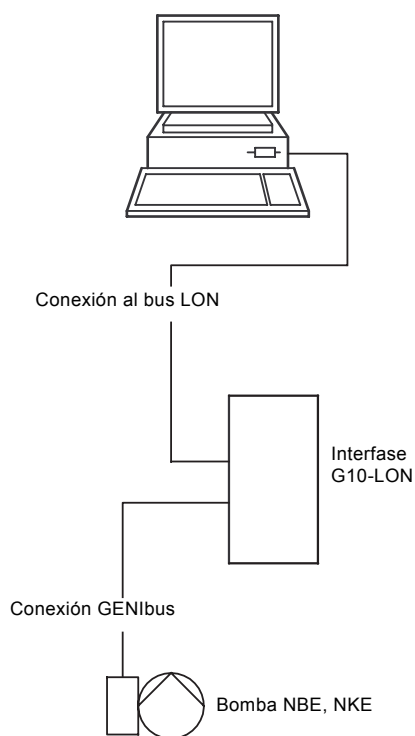 Conexión al bus LON
Interfase
G10-LON
Conexión GENIbus
Bomba NBE, NKE